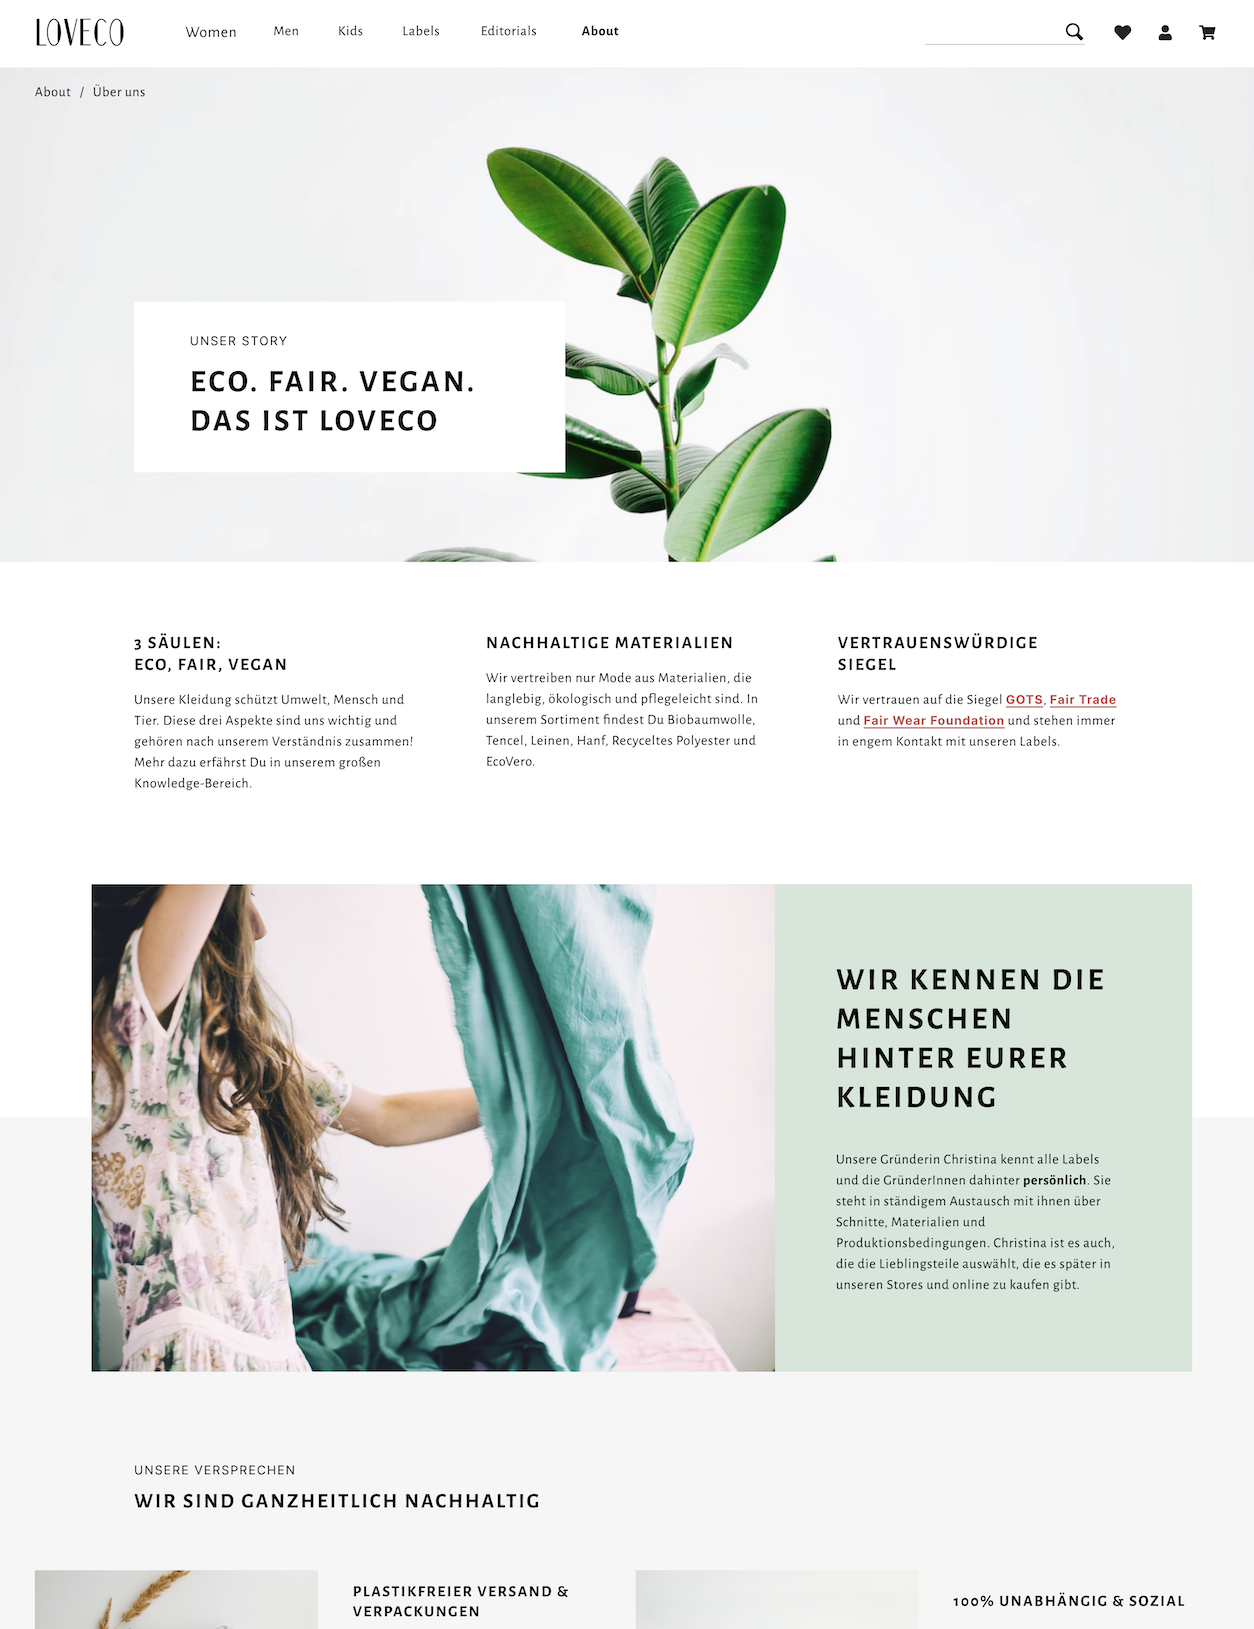 LOVECO
Women Men Kids Labels Editorials About
About / Über uns
UNSER STORY
ECO. FAIR. VEGAN.
DAS IST LOVECO
3 SÄULEN:
ECO, FAIR, VEGAN
Unsere Kleidung schützt Umwelt, Mensch und
Tier. Diese drei Aspekte sind uns wichtig und
gehören nach unserem Verständnis zusammen!
Mehr dazu erfährst Du in unserem großen
Knowledge-Bereich.
NACHHALTIGE MATERIALIEN
Wir vertreiben nur Mode aus Materialien, die
langlebig, ökologisch und pflegeleicht sind. In
unserem Sortiment findest Du Biobaumwolle,
Tencel, Leinen, Hanf, Recyceltes Polyester und
EcoVero.
VERTRAUENSWÜRDIGE
SIEGEL
Wir vertrauen auf die Siegel GOTS, Fair Trade
und Fair Wear Foundation und stehen immer
in engem Kontakt mit unseren Labels.
WIR KENNEN DIE
MENSCHEN
HINTER EURER
KLEIDUNG
Unsere Gründerin Christina kennt alle Labels
und die GründerInnen dahinter persönlich. Sie
steht in ständigem Austausch mit ihnen über
Schnitte, Materialien und
Produktionsbedingungen. Christina ist es auch,
die die Lieblingsteile auswählt, die es später in
unseren Stores und online zu kaufen gibt.
UNSERE VERSPRECHEN
WIR SIND GANZHEITLICH NACHHALTIG
PLASTIKFREIER VERSAND &
VERPACKUNGEN
100% UNABHÄNGIG & SOZIAL